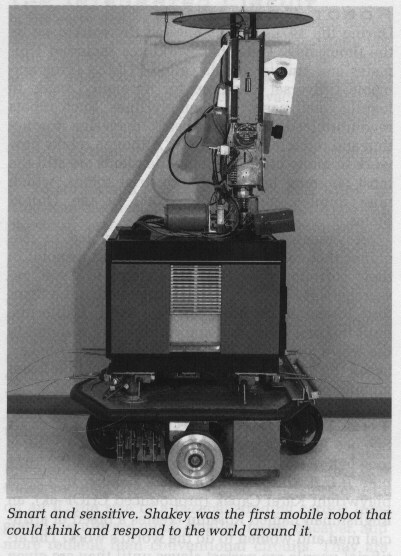 Smart and sensitive. Shakey was the first mobile robot that
could think and respond to the world around it.